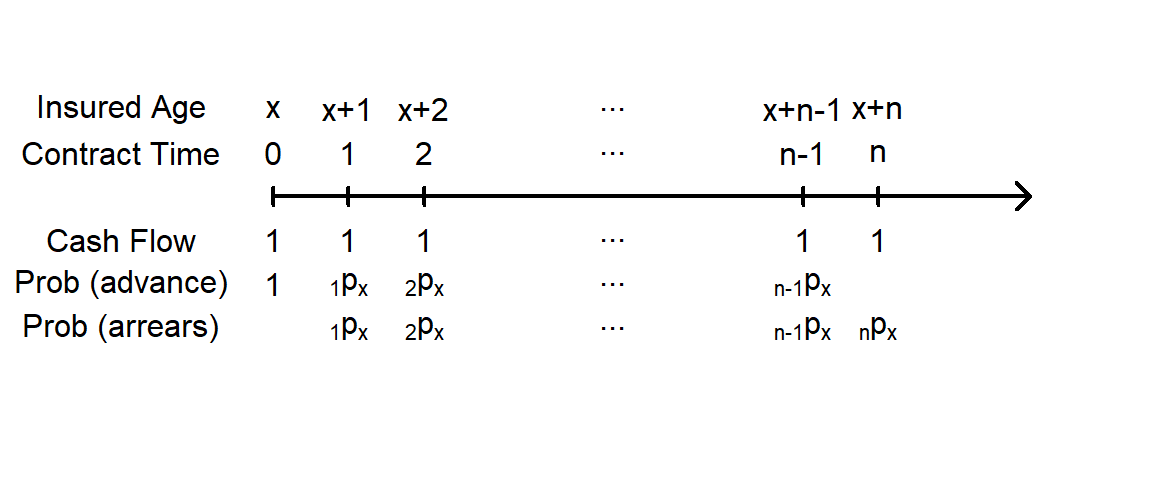 Insured Age x x+1 x+2 ... x+n-1 x+n
Contract Time 0 1 2 ... n-1 n
Cash Flow 1 1 1 ... 1 1
Prob (advance) 1 ₁pₓ ₂pₓ ... ₙ₋₁pₓ
Prob (arrears) ₁pₓ ₂pₓ ... ₙ₋₁pₓ ₙpₓ